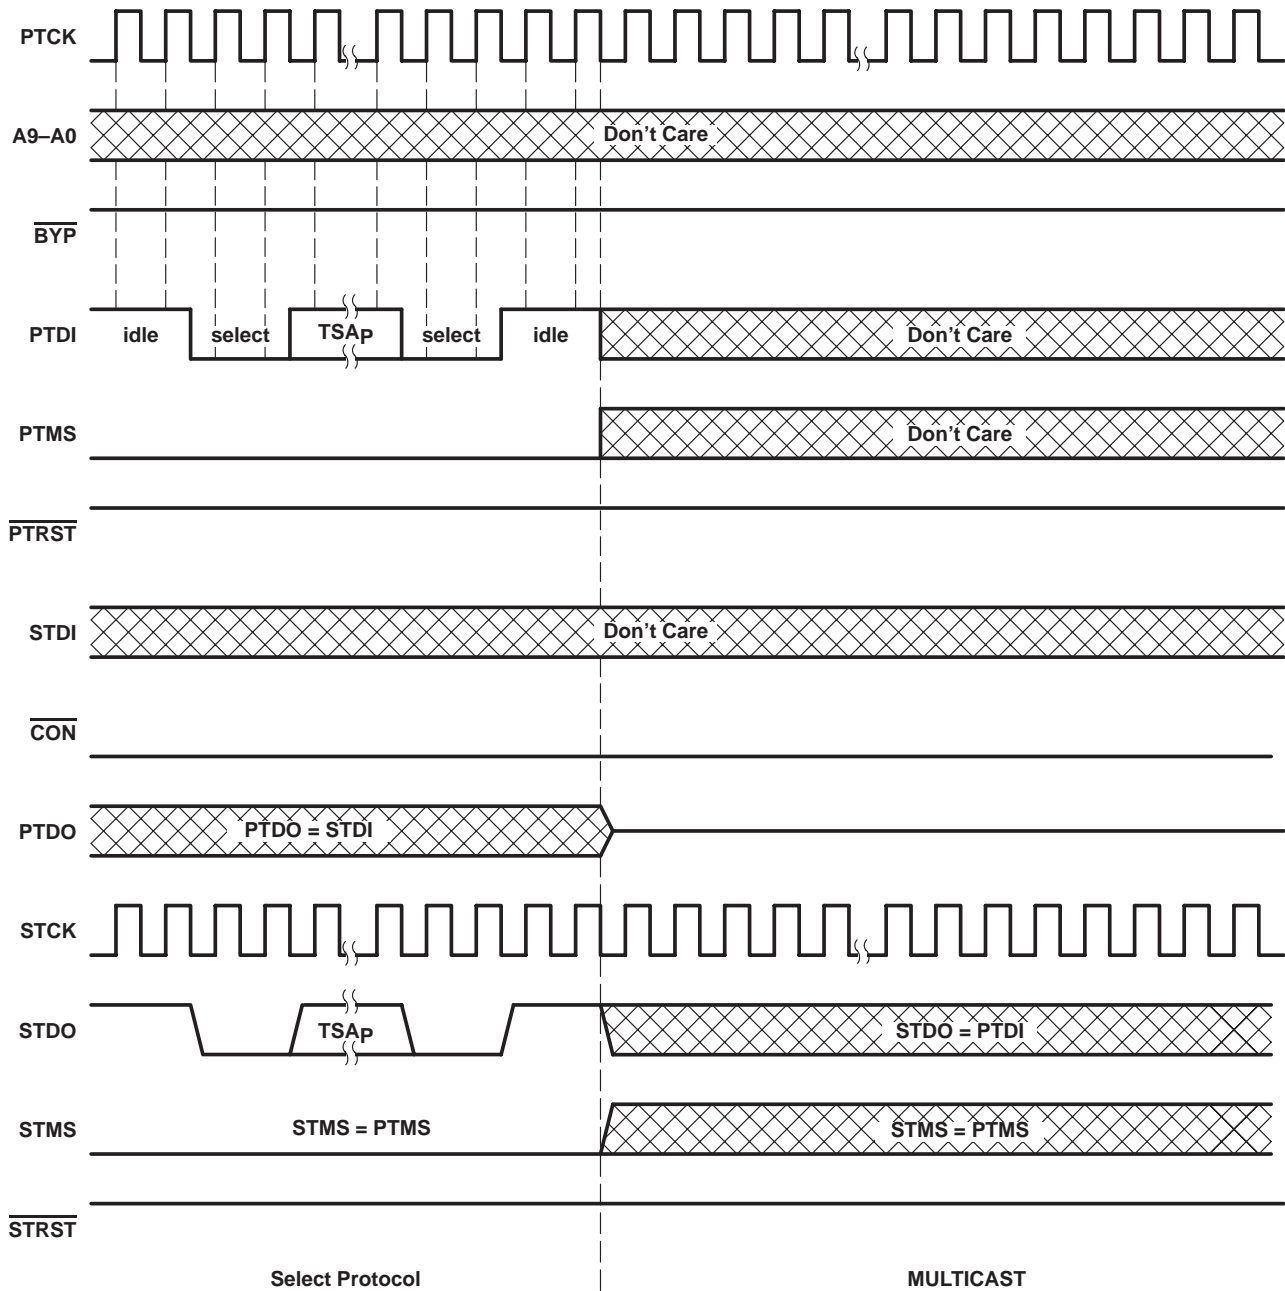 PTCK
A9–A0
Don't Care
BYP
PTDI
idle
select
TSAP
select
idle
Don't Care
PTMS
Don't Care
PTRST
STDI
Don't Care
CON
PTDO
PTDO = STDI
STCK
STDO
TSAP
STDO = PTDI
STMS
STMS = PTMS
STMS = PTMS
STRST
Select Protocol
MULTICAST